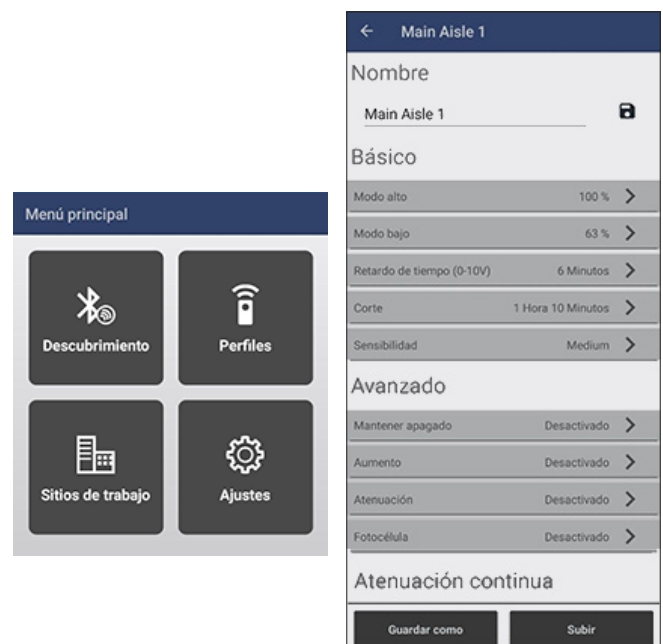 Menú principal
Descubrimiento
Perfiles
Sitios de trabajo
Ajustes
Main Aisle 1
Nombre
Main Aisle 1
Básico
Modo alto 100 %
Modo bajo 63 %
Retardo de tiempo (0-10V) 6 Minutos
Corte 1 Hora 10 Minutos
Sensibilidad Medium
Avanzado
Mantener apagado Desactivado
Aumento Desactivado
Atenuación Desactivado
Fotocélula Desactivado
Atenuación continua
Guardar como Subir